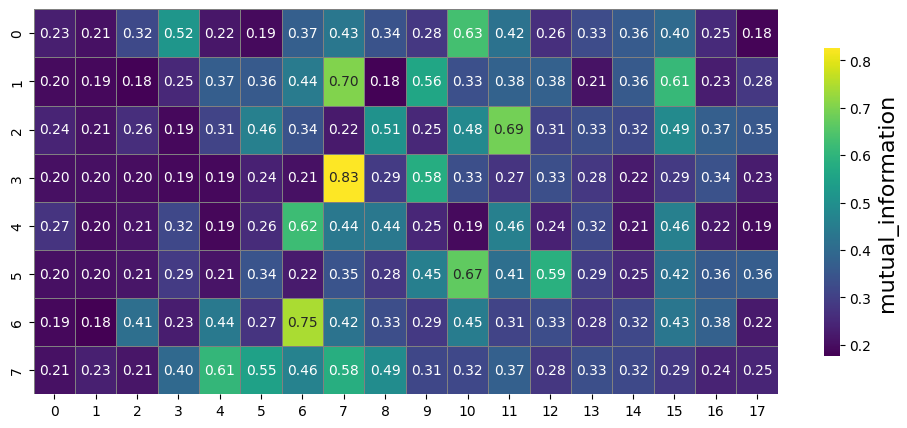 0 0.23 0.21 0.32 0.52 0.22 0.19 0.37 0.43 0.34 0.28 0.63 0.42 0.26 0.33 0.36 0.40 0.25 0.18
1 0.20 0.19 0.18 0.25 0.37 0.36 0.44 0.70 0.18 0.56 0.33 0.38 0.38 0.21 0.36 0.61 0.23 0.28
2 0.24 0.21 0.26 0.19 0.31 0.46 0.34 0.22 0.51 0.25 0.48 0.69 0.31 0.33 0.32 0.49 0.37 0.35
3 0.20 0.20 0.20 0.19 0.19 0.24 0.21 0.83 0.29 0.58 0.33 0.27 0.33 0.28 0.22 0.29 0.34 0.23
4 0.27 0.20 0.21 0.32 0.19 0.26 0.62 0.44 0.44 0.25 0.19 0.46 0.24 0.32 0.21 0.46 0.22 0.19
5 0.20 0.20 0.21 0.29 0.21 0.34 0.22 0.35 0.28 0.45 0.67 0.41 0.59 0.29 0.25 0.42 0.36 0.36
6 0.19 0.18 0.41 0.23 0.44 0.27 0.75 0.42 0.33 0.29 0.45 0.31 0.33 0.28 0.32 0.43 0.38 0.22
7 0.21 0.23 0.21 0.40 0.61 0.55 0.46 0.58 0.49 0.31 0.32 0.37 0.28 0.33 0.32 0.29 0.24 0.25
0 1 2 3 4 5 6 7 8 9 10 11 12 13 14 15 16 17
0.8
0.7
0.6
0.5
0.4
0.3
0.2
mutual_information